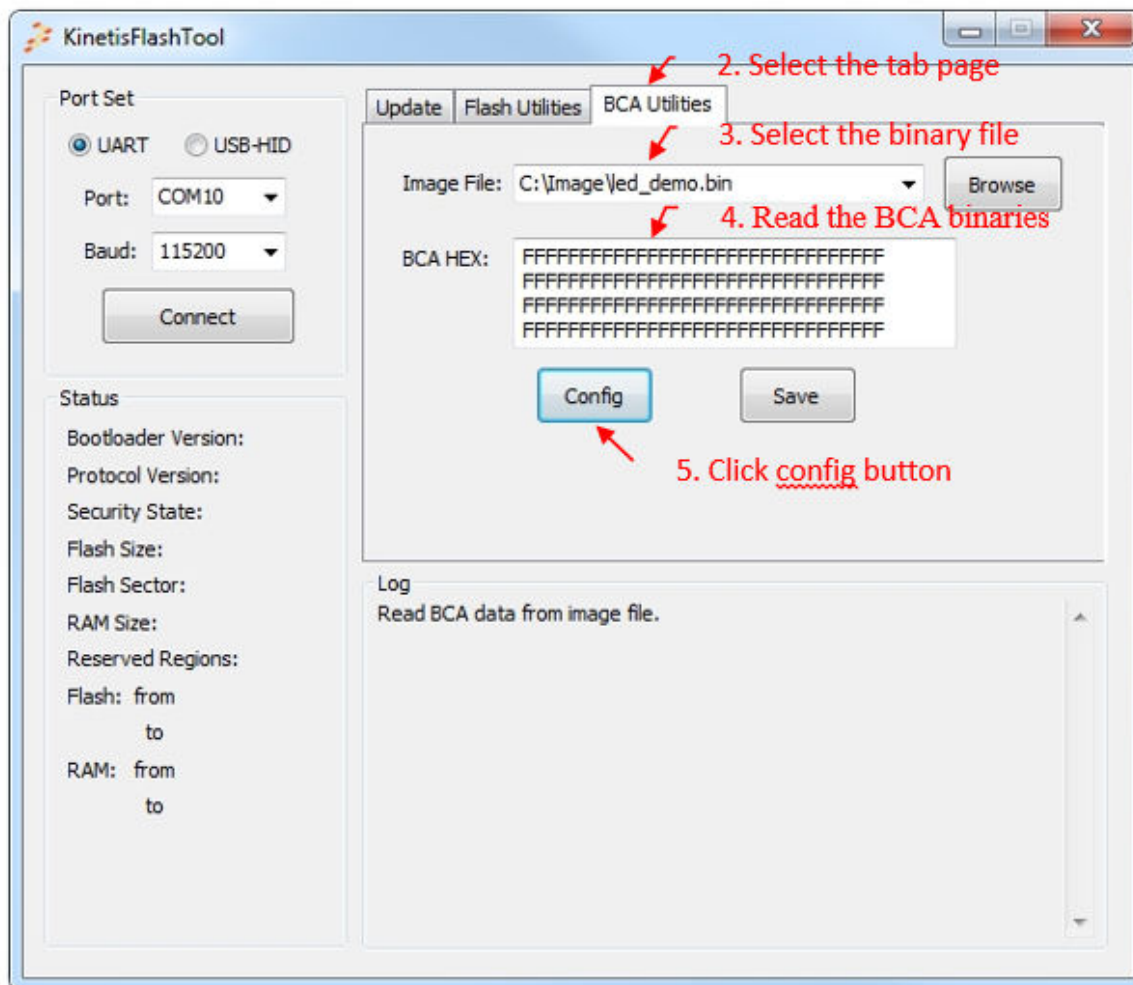 KinetisFlashTool
2. Select the tab page
Port Set
UART USB-HID
Port: COM10
Baud: 115200
Connect
Update Flash Utilities BCA Utilities
3. Select the binary file
Image File: C:\Image\led_demo.bin Browse
4. Read the BCA binaries
BCA HEX: FFFFFFFFFFFFFFFFFFFFFFFFFFFFFFFF
FFFFFFFFFFFFFFFFFFFFFFFFFFFFFFFF
FFFFFFFFFFFFFFFFFFFFFFFFFFFFFFFF
FFFFFFFFFFFFFFFFFFFFFFFFFFFFFFFF
Config Save
5. Click config button
Status
Bootloader Version:
Protocol Version:
Security State:
Flash Size:
Flash Sector:
RAM Size:
Reserved Regions:
Flash: from
to
RAM: from
to
Log
Read BCA data from image file.